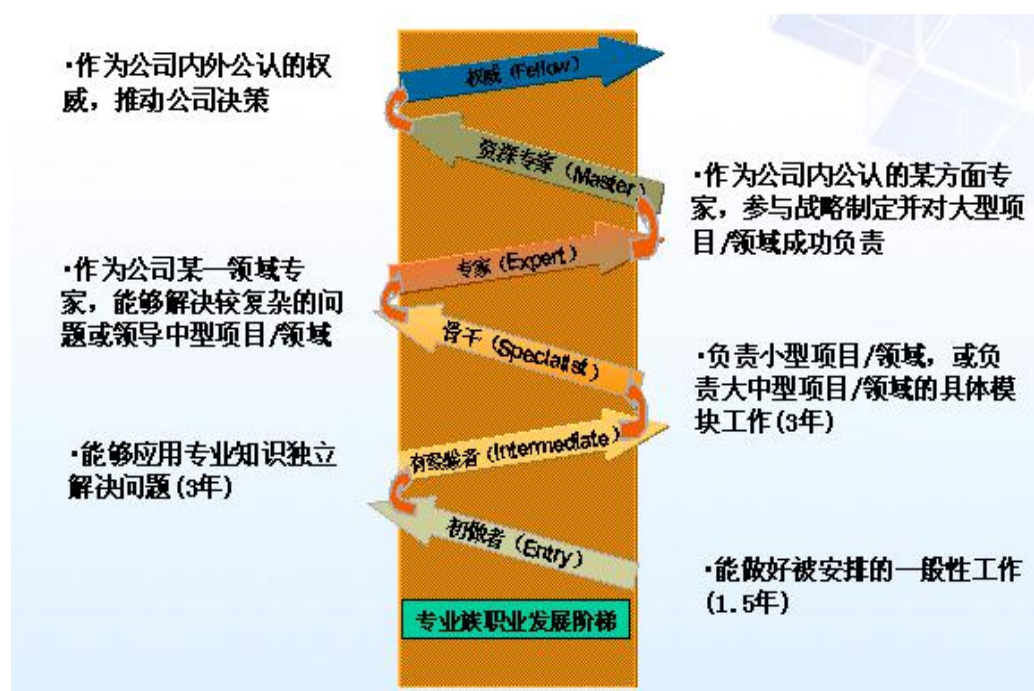 ·作为公司内外公认的权
威，推动公司决策
权威（Fellow）
资深专家（Master）
·作为公司内公认的某方面专
家，参与战略制定并对大型项
目/领域成功负责
专家（Expert）
·作为公司某一领域专
家，能够解决较复杂的问
题或领导中型项目/领域
骨干（Specialist）
·负责小型项目/领域，或负
责大中型项目/领域的具体模
块工作(3年)
有经验者（Intermediate）
·能够应用专业知识独立
解决问题(3年)
初做者（Entry）
·能做好被安排的一般性工作
(1.5年)
专业族职业发展阶梯